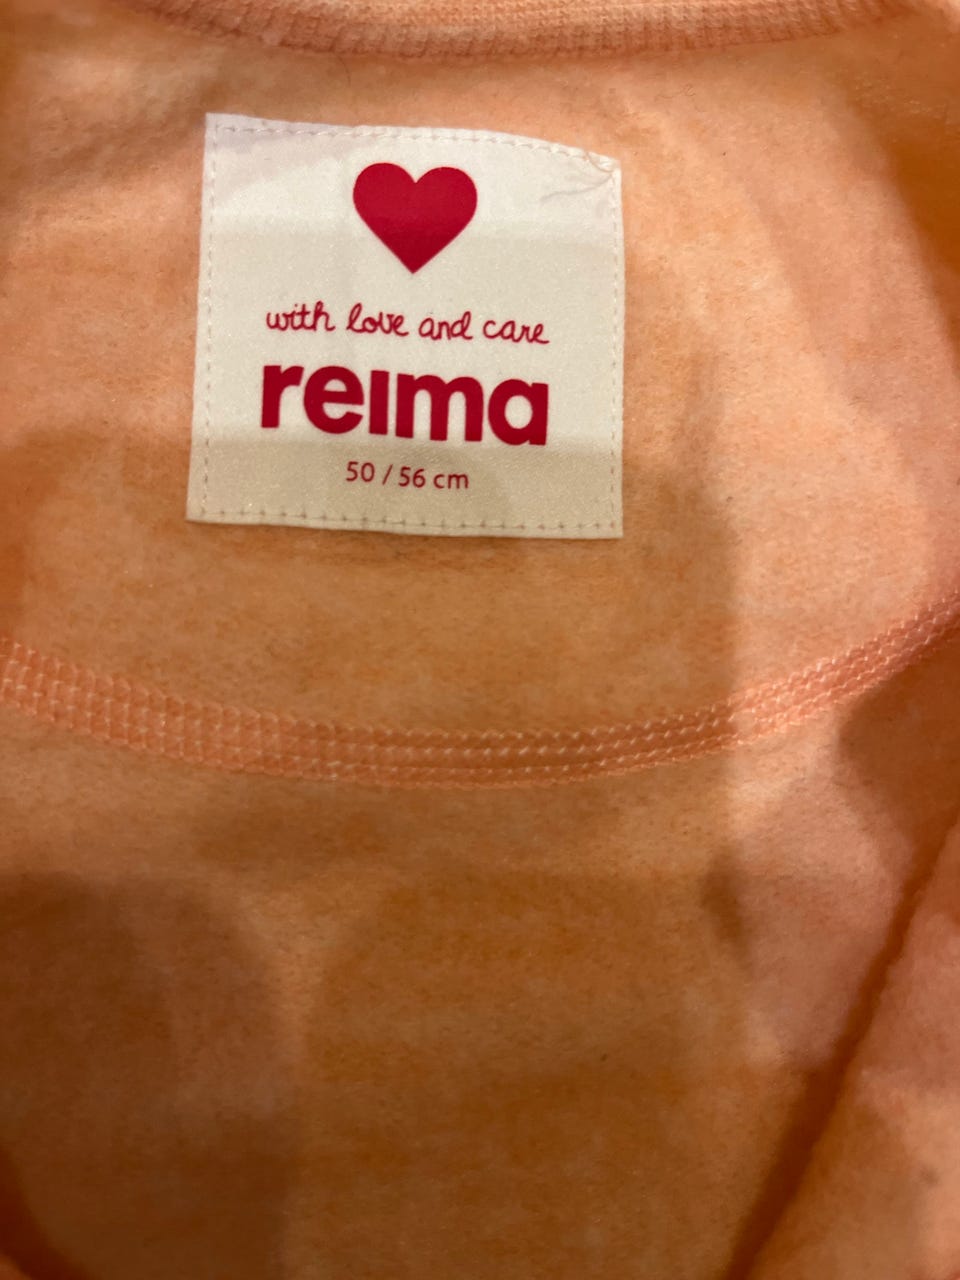 with love and care
reima
50 / 56 cm